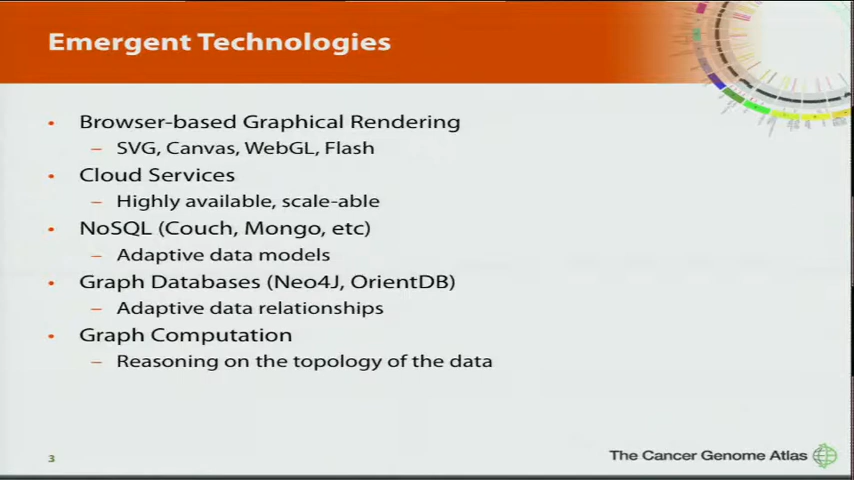 Emergent Technologies
• Browser-based Graphical Rendering
– SVG, Canvas, WebGL, Flash
• Cloud Services
– Highly available, scale-able
• NoSQL (Couch, Mongo, etc)
– Adaptive data models
• Graph Databases (Neo4J, OrientDB)
– Adaptive data relationships
• Graph Computation
– Reasoning on the topology of the data
3
The Cancer Genome Atlas